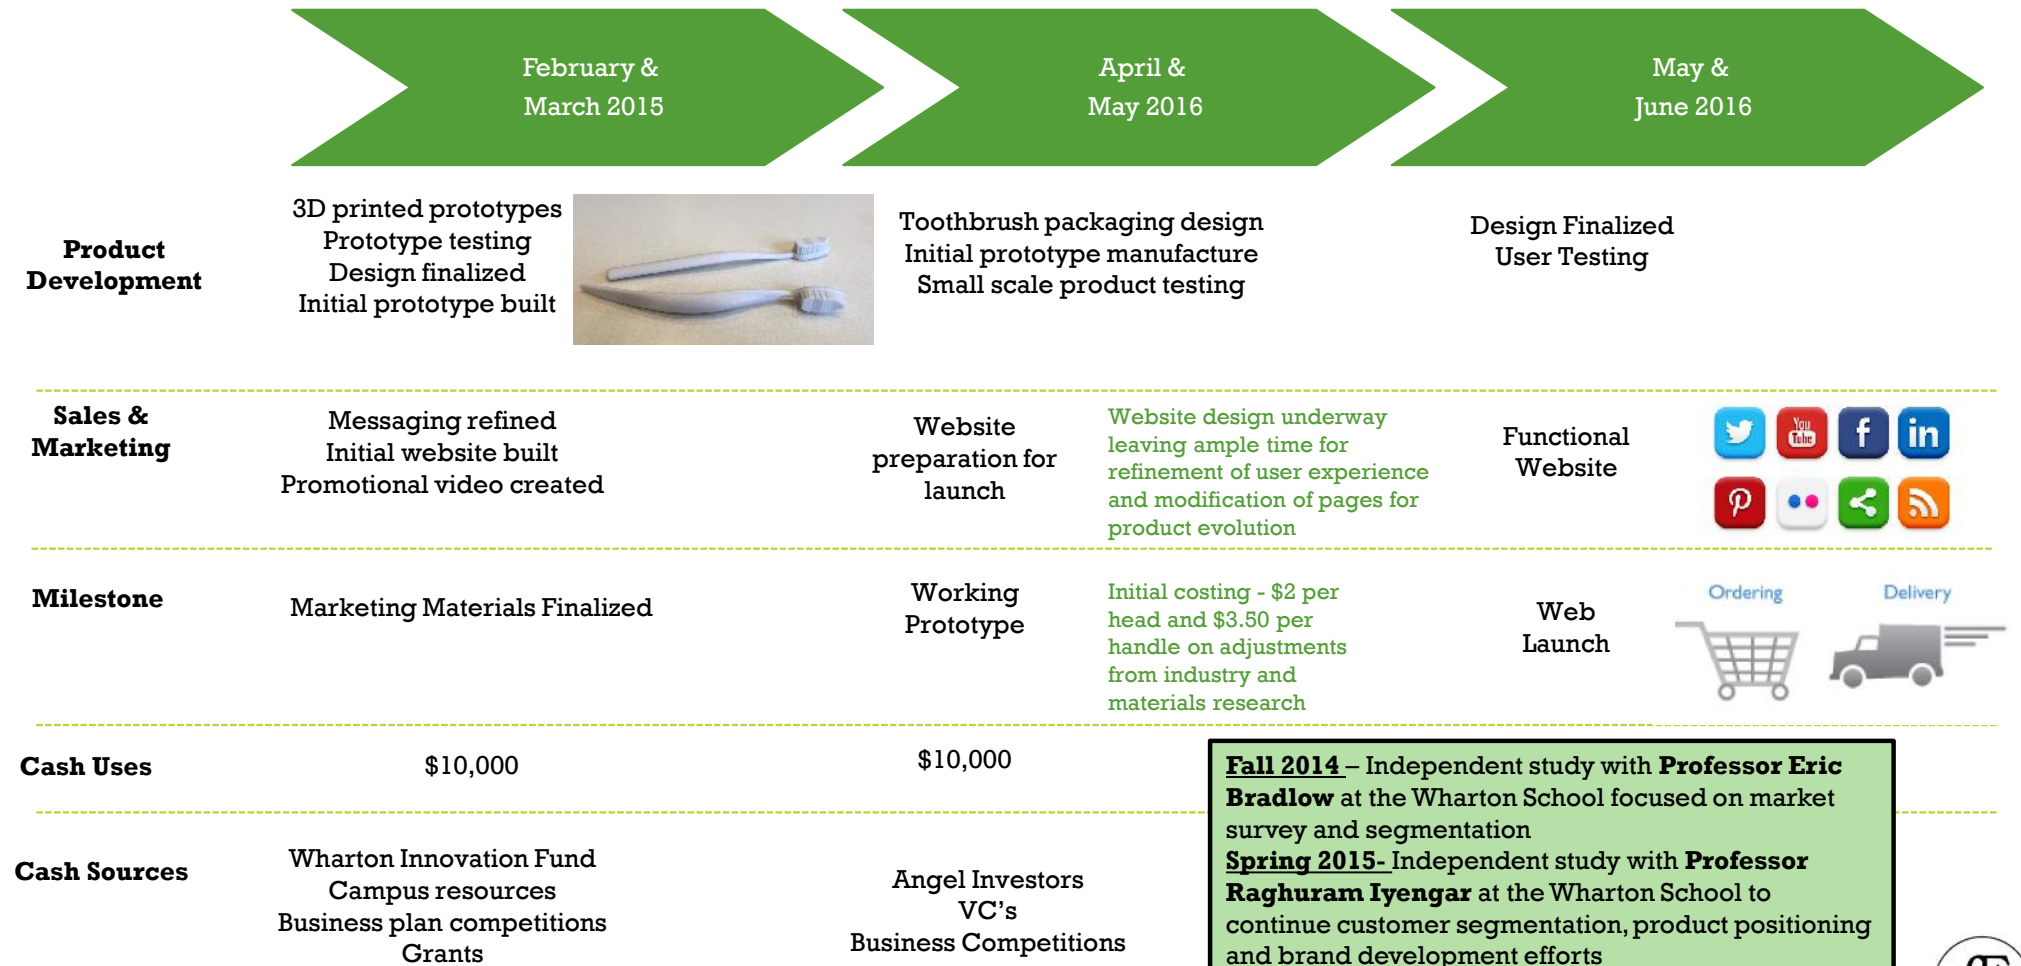 February &
March 2015
April &
May 2016
May &
June 2016
Product
Development
3D printed prototypes
Prototype testing
Design finalized
Initial prototype built
Toothbrush packaging design
Initial prototype manufacture
Small scale product testing
Design Finalized
User Testing
Sales &
Marketing
Messaging refined
Initial website built
Promotional video created
Website
preparation for
launch
Website design underway
leaving ample time for
refinement of user experience
and modification of pages for
product evolution
Functional
Website
You
Tube
f
in
Milestone
Marketing Materials Finalized
Working
Prototype
Initial costing - $2 per
head and $3.50 per
handle on adjustments
from industry and
materials research
Web
Launch
Ordering
Delivery
Cash Uses
$10,000
$10,000
Cash Sources
Wharton Innovation Fund
Campus resources
Business plan competitions
Grants
Angel Investors
VC's
Business Competitions
Fall 2014 – Independent study with Professor Eric
Bradlow at the Wharton School focused on market
survey and segmentation
Spring 2015- Independent study with Professor
Raghuram Iyengar at the Wharton School to
continue customer segmentation, product positioning
and brand development efforts